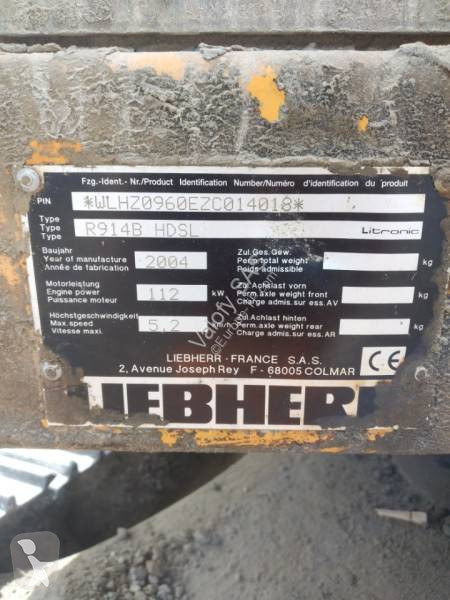 Fzg.-Ident.- Nr./Product Identification Number/Numéro d'identification du produit
PIN *WLHZ0960EZC014018*
Type R914B HDSL Litronic
Type
Baujahr
Year of manufacture 2004
Année de fabrication
Zul Ges.Gew.
Perm total weight kg
Poids admissible
Motorleistung
Engine power 112 kW
Puissance moteur
Zul Achslast vorn
Perm.axle weight front kg
Charge admis.sur ess.AV
Höchstgeschwindigkeit
Max.speed 5.2 km/h
Vitesse maxi.
Zul Achslast hinten
Perm.axle weight rear kg
Charge admis.sur ess.AR
LIEBHERR - FRANCE S.A.S.
2, Avenue Joseph Rey F - 68005 COLMAR
CE
LIEBHERR